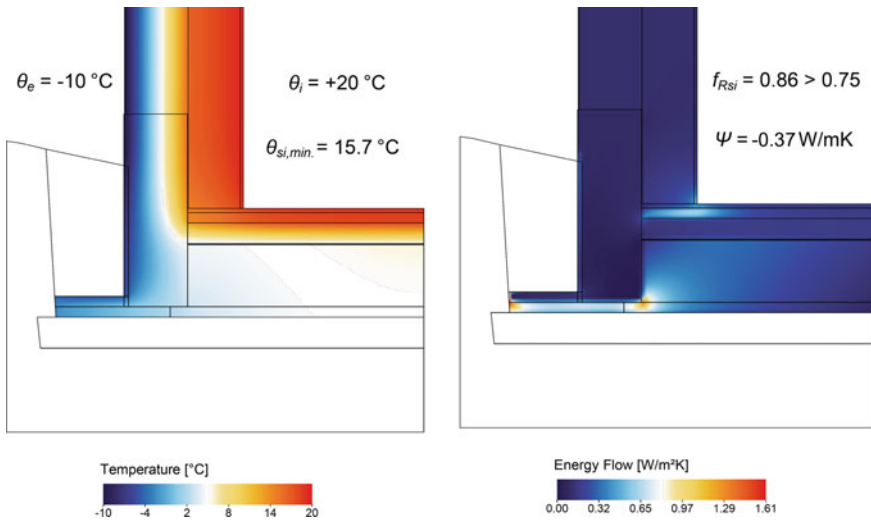 θe = -10 °C
θi = +20 °C
θsi,min. = 15.7 °C
fRsi = 0.86 > 0.75
Ψ = -0.37 W/mK
Temperature [°C]
-10 -4 2 8 14 20
Energy Flow [W/m²K]
0.00 0.32 0.65 0.97 1.29 1.61